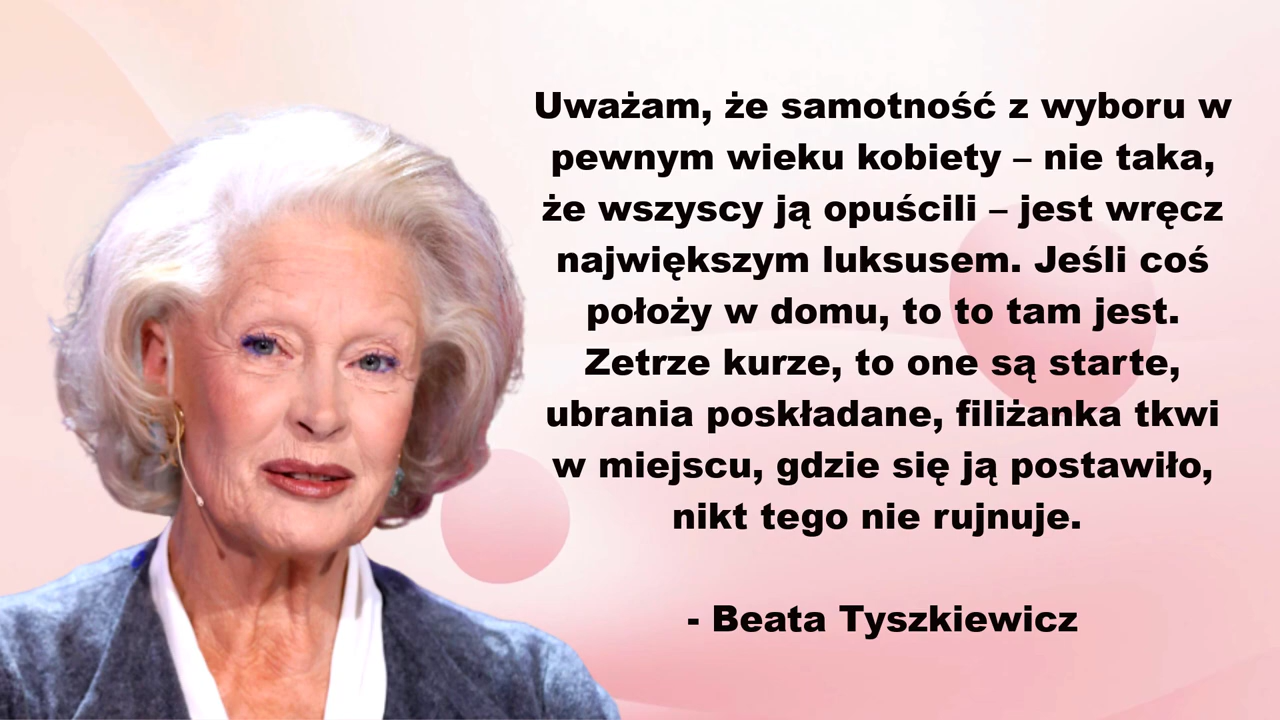 Uważam, że samotność z wyboru w
pewnym wieku kobiety – nie taka,
że wszyscy ją opuścili – jest wręcz
największym luksusem. Jeśli coś
położy w domu, to to tam jest.
Zetrze kurze, to one są starte,
ubrania poskładane, filiżanka tkwi
w miejscu, gdzie się ją postawiło,
nikt tego nie rujnuje.
- Beata Tyszkiewicz